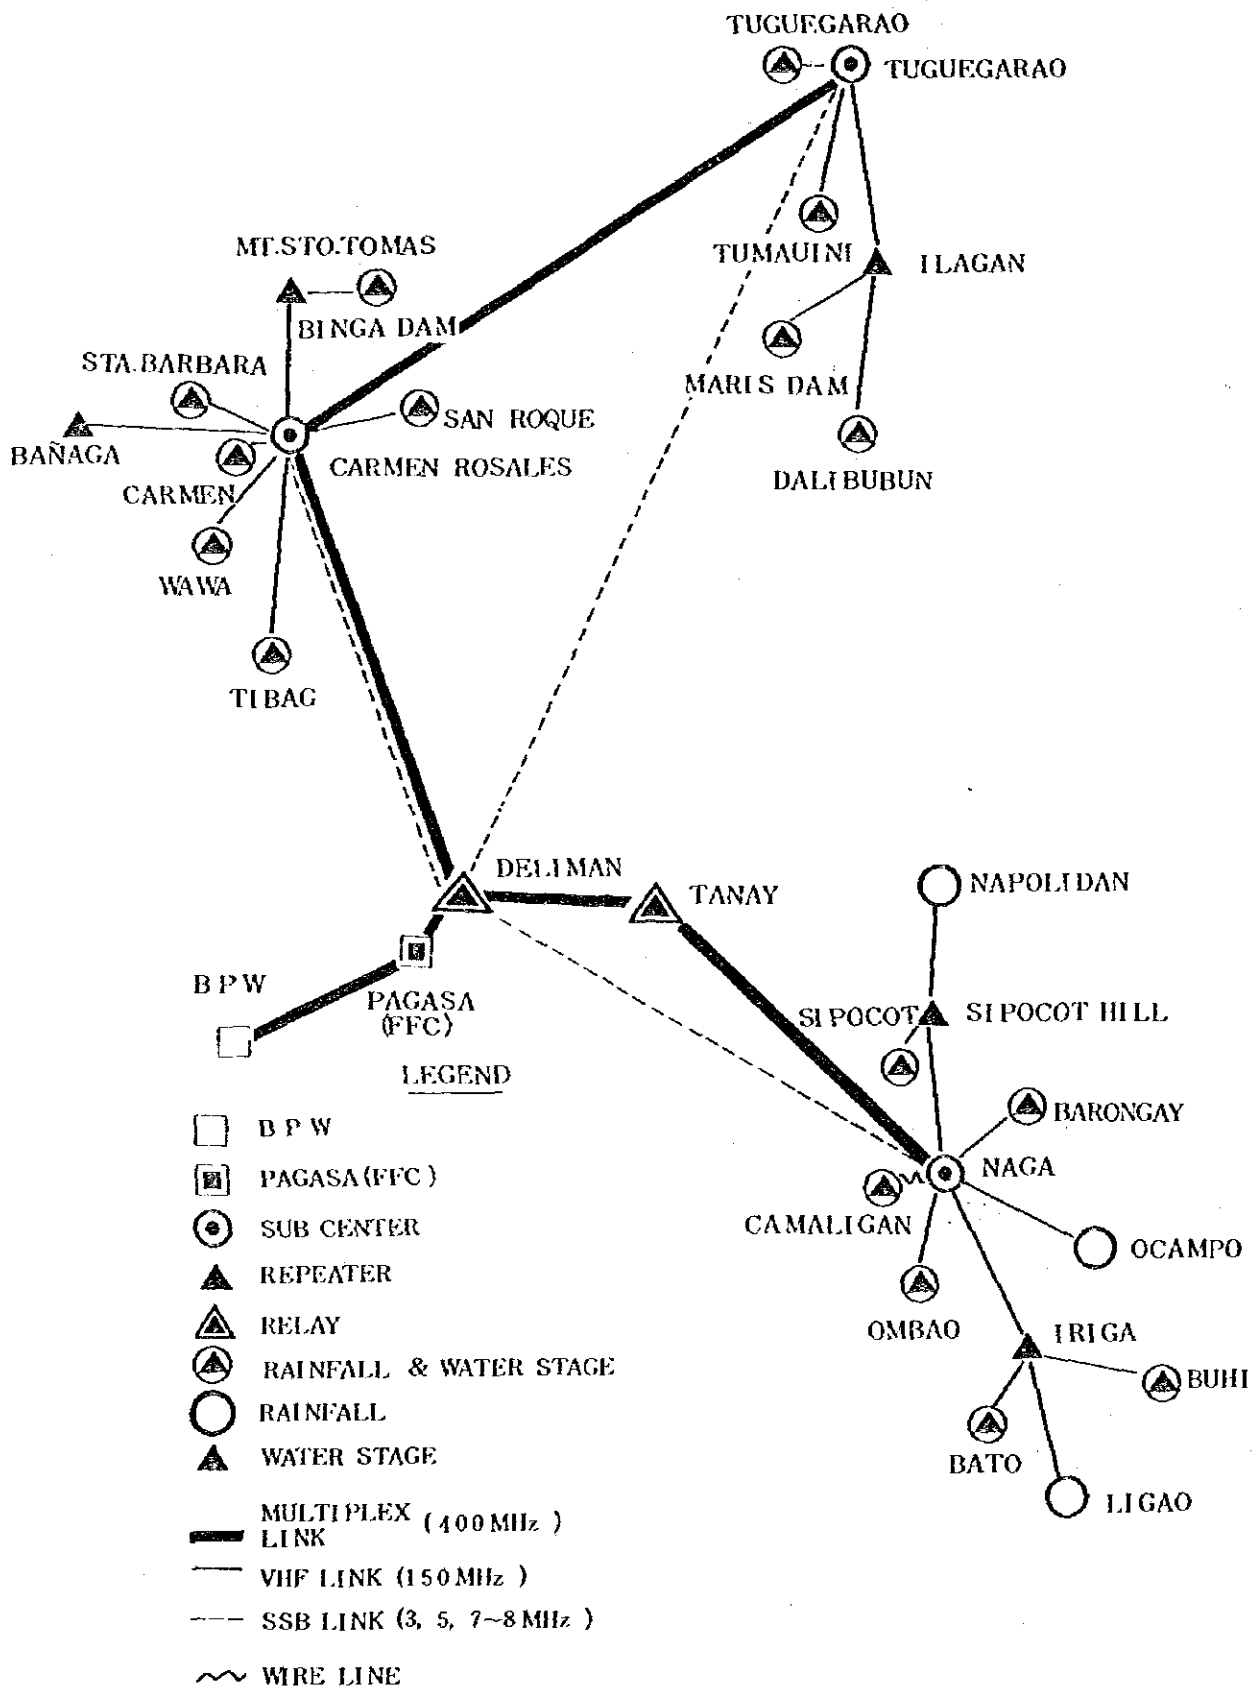 TUGUEGARAO
TUGUEGARAO
TUMAUINI
ILAGAN
MT.STO.TOMAS
BINGA DAM
STA.BARBARA
MARIS DAM
SAN ROQUE
BAÑAGA
CARMEN ROSALES
CARMEN
DALIBUBUN
WAWA
TIBAG
DELIMAN
TANAY
NAPOLIDAN
BPW
PAGASA
(FFC)
SIPOCOT
SIPOCOT HILL
LEGEND
BARONGAY
BPW
PAGASA(FFC)
NAGA
SUB CENTER
CAMALIGAN
OCAMPO
REPEATER
RELAY
OMBAO
IRIGA
RAINFALL & WATER STAGE
BUHI
RAINFALL
WATER STAGE
BATO
LIGAO
MULTIPLEX
LINK (400MHz)
VHF LINK (150MHz)
SSB LINK (3, 5, 7~8MHz)
WIRE LINE